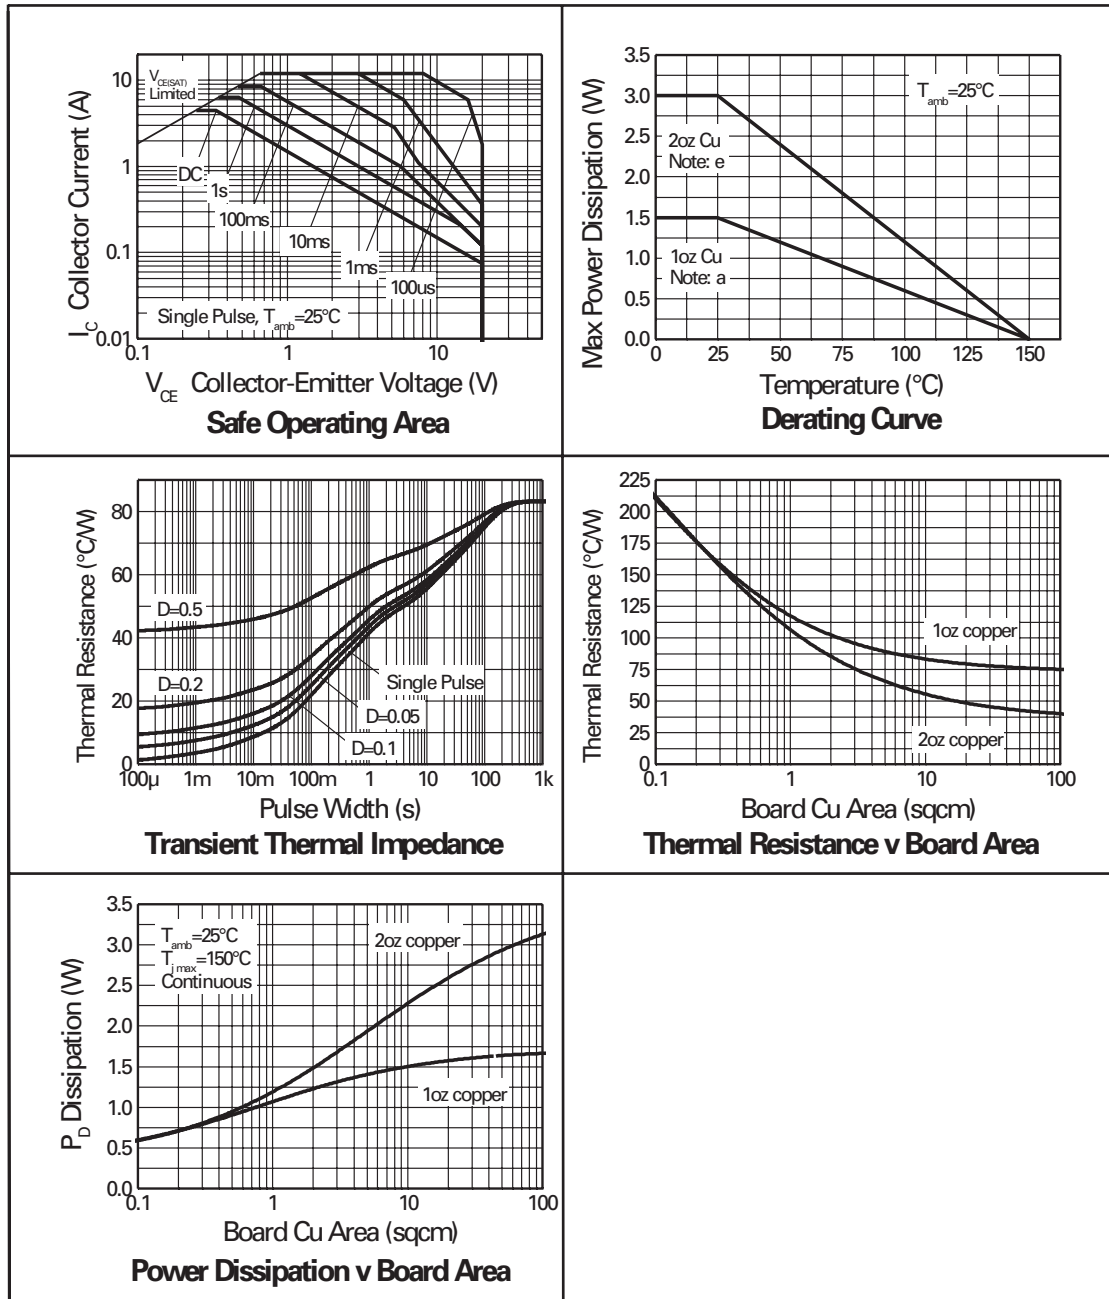 V_CE(SAT)
Limited
10
1
0.1
0.01
I_C Collector Current (A)
DC
1s
100ms
10ms
1ms
100us
Single Pulse, T_amb=25°C
0.1 1 10
V_CE Collector-Emitter Voltage (V)
Safe Operating Area
Max Power Dissipation (W)
3.0
2.5
2.0
1.5
1.0
0.5
0.0
T_amb=25°C
2oz Cu
Note: e
1oz Cu
Note: a
0 25 50 75 100 125 150
Temperature (°C)
Derating Curve
Thermal Resistance (°C/W)
80
60
40
20
0
D=0.5
D=0.2
Single Pulse
D=0.05
D=0.1
100µ 1m 10m 100m 1 10 100 1k
Pulse Width (s)
Transient Thermal Impedance
Thermal Resistance (°C/W)
225
200
175
150
125
100
75
50
25
0
1oz copper
2oz copper
0.1 1 10 100
Board Cu Area (sqcm)
Thermal Resistance v Board Area
P_D Dissipation (W)
3.5
3.0
2.5
2.0
1.5
1.0
0.5
0.0
T_amb=25°C
T_j max=150°C
Continuous
2oz copper
1oz copper
0.1 1 10 100
Board Cu Area (sqcm)
Power Dissipation v Board Area